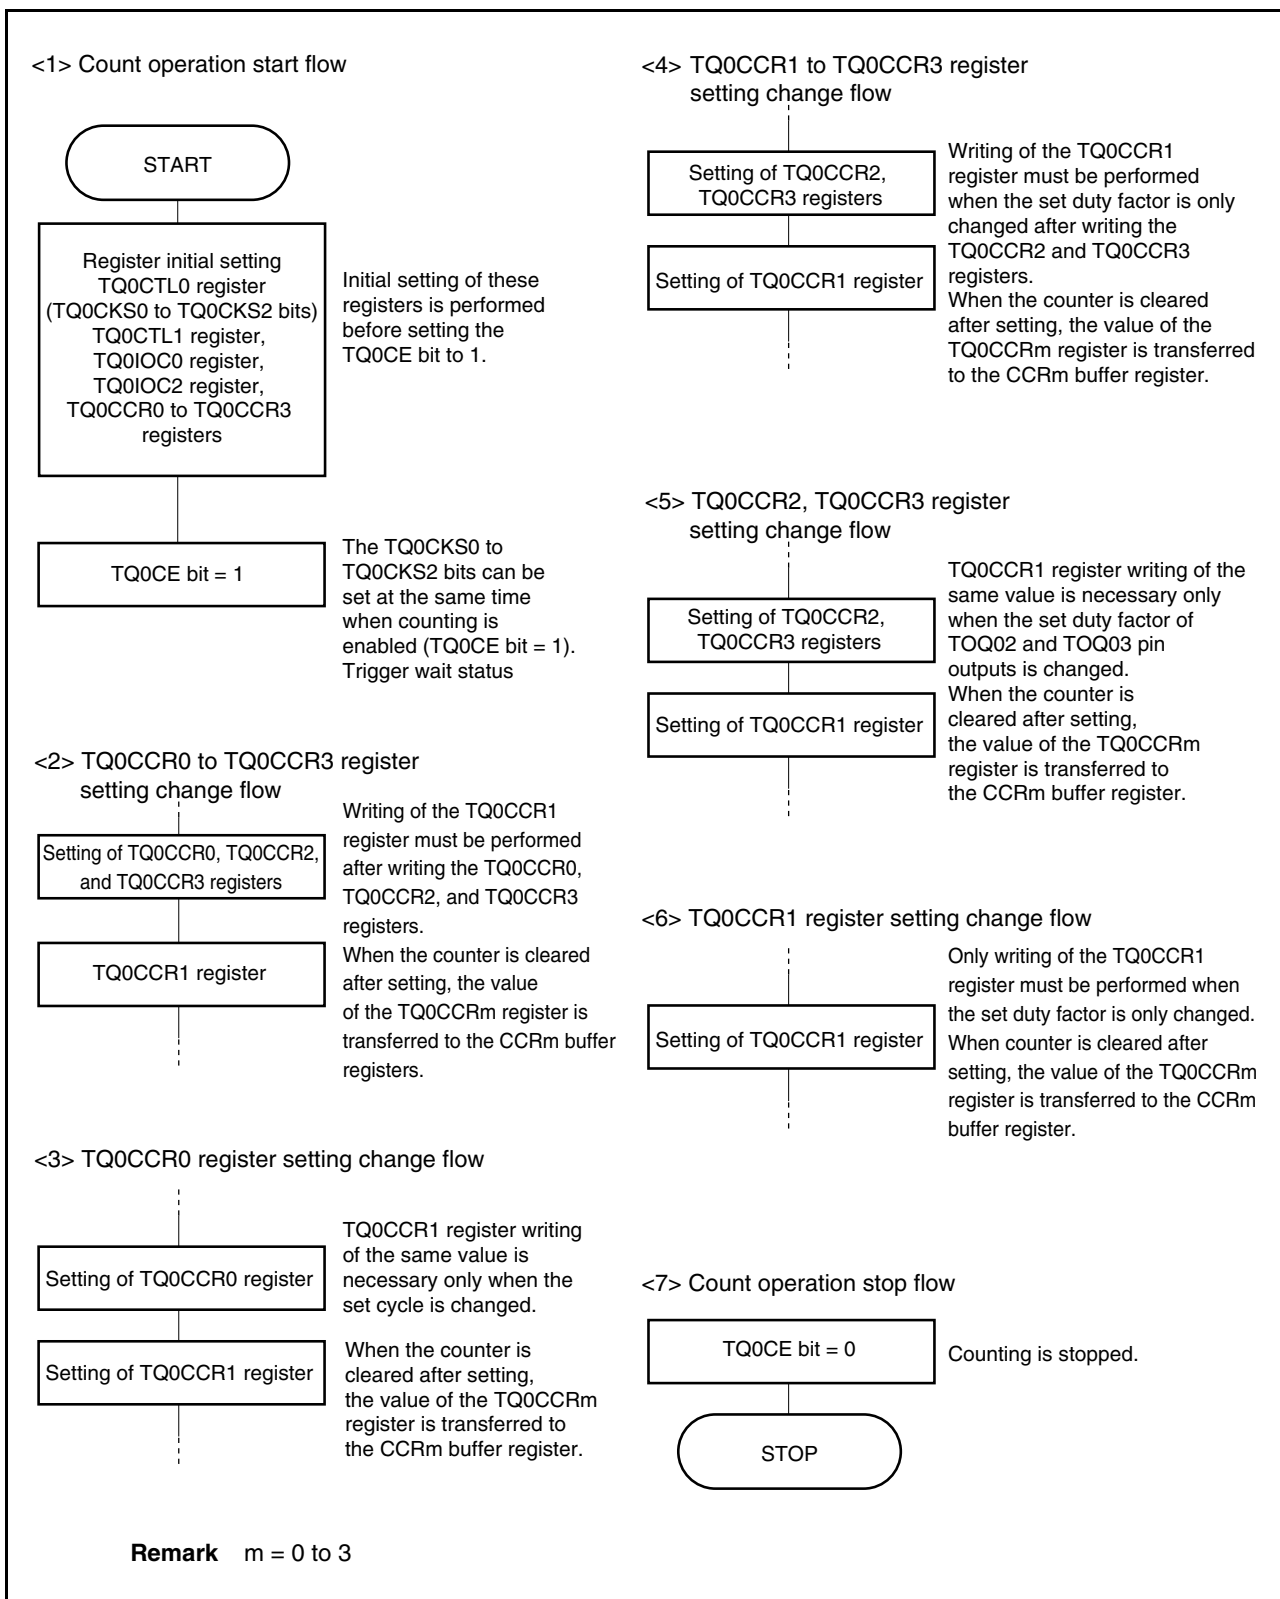 <1> Count operation start flow
START
Register initial setting
TQ0CTL0 register
(TQ0CKS0 to TQ0CKS2 bits)
TQ0CTL1 register,
TQ0IOC0 register,
TQ0IOC2 register,
TQ0CCR0 to TQ0CCR3
registers
Initial setting of these
registers is performed
before setting the
TQ0CE bit to 1.
TQ0CE bit = 1
The TQ0CKS0 to
TQ0CKS2 bits can be
set at the same time
when counting is
enabled (TQ0CE bit = 1).
Trigger wait status
<2> TQ0CCR0 to TQ0CCR3 register
setting change flow
Setting of TQ0CCR0, TQ0CCR2,
and TQ0CCR3 registers
TQ0CCR1 register
Writing of the TQ0CCR1
register must be performed
after writing the TQ0CCR0,
TQ0CCR2, and TQ0CCR3
registers.
When the counter is cleared
after setting, the value
of the TQ0CCRm register is
transferred to the CCRm buffer
registers.
<3> TQ0CCR0 register setting change flow
Setting of TQ0CCR0 register
TQ0CCR1 register writing
of the same value is
necessary only when the
set cycle is changed.
Setting of TQ0CCR1 register
When the counter is
cleared after setting,
the value of the TQ0CCRm
register is transferred to
the CCRm buffer register.
<4> TQ0CCR1 to TQ0CCR3 register
setting change flow
Setting of TQ0CCR2,
TQ0CCR3 registers
Setting of TQ0CCR1 register
Writing of the TQ0CCR1
register must be performed
when the set duty factor is only
changed after writing the
TQ0CCR2 and TQ0CCR3
registers.
When the counter is cleared
after setting, the value of the
TQ0CCRm register is transferred
to the CCRm buffer register.
<5> TQ0CCR2, TQ0CCR3 register
setting change flow
Setting of TQ0CCR2,
TQ0CCR3 registers
Setting of TQ0CCR1 register
TQ0CCR1 register writing of the
same value is necessary only
when the set duty factor of
TOQ02 and TOQ03 pin
outputs is changed.
When the counter is
cleared after setting,
the value of the TQ0CCRm
register is transferred to
the CCRm buffer register.
<6> TQ0CCR1 register setting change flow
Setting of TQ0CCR1 register
Only writing of the TQ0CCR1
register must be performed when
the set duty factor is only changed.
When counter is cleared after
setting, the value of the TQ0CCRm
register is transferred to the CCRm
buffer register.
<7> Count operation stop flow
TQ0CE bit = 0
Counting is stopped.
STOP
Remark m = 0 to 3